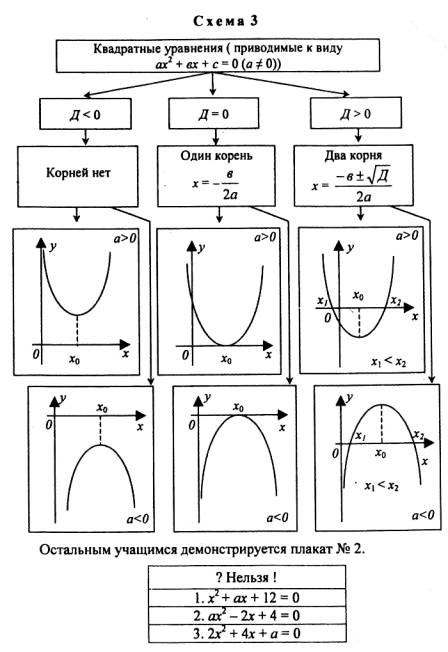 Схема 3
Квадратные уравнения ( приводимые к виду
ax² + вx + c = 0 (a ≠ 0))
Д < 0
Д = 0
Д > 0
Корней нет
Один корень
x = – в/2a
Два корня
x = (–в ± √Д)/2a
y a>0
0 x₀ x
y a>0
0 x₀ x
y a>0
x₁ x₀ x₂
0 x
x₁ < x₂
y x₀
0 x
a<0
y x₀
0 x
a<0
y
x₁ x₂
0 x₀ x
x₁ < x₂
a<0
Остальным учащимся демонстрируется плакат № 2.
? Нельзя !
1. x² + ax + 12 = 0
2. ax² – 2x + 4 = 0
3. 2x² + 4x + a = 0